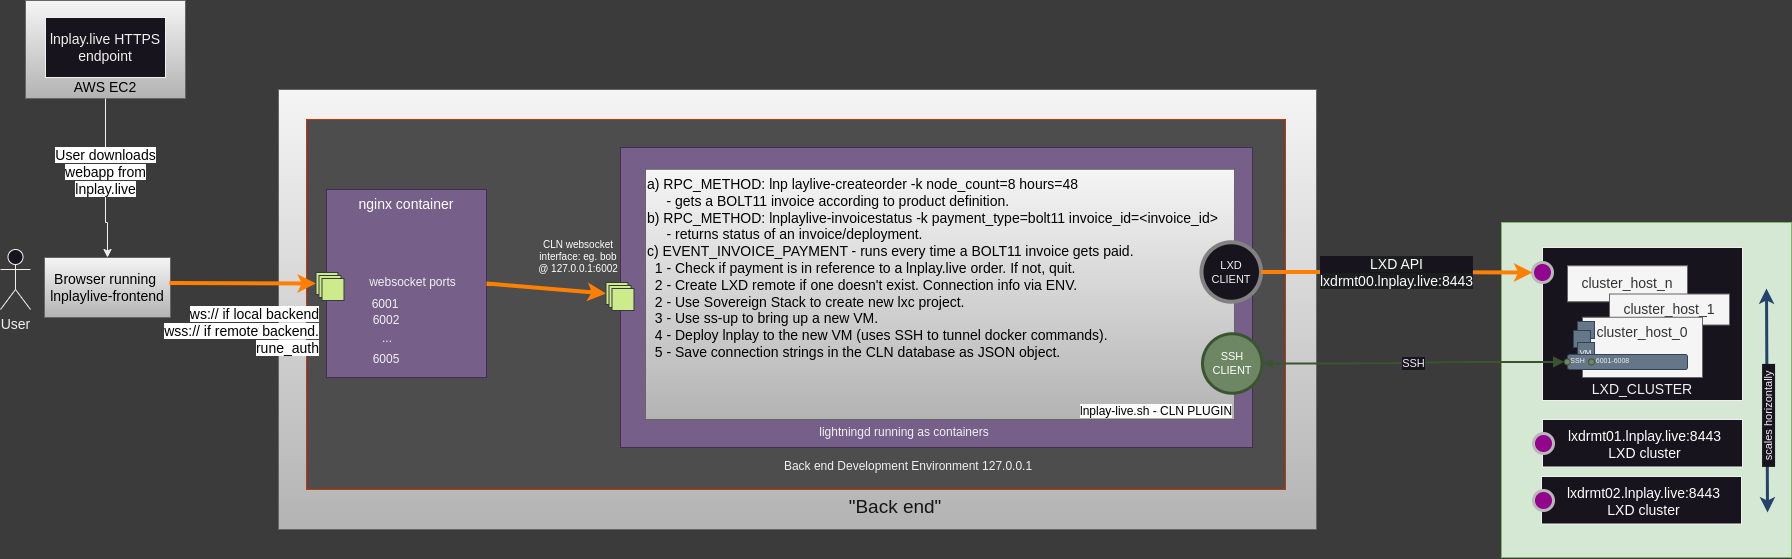 lnplay.live HTTPS
endpoint
AWS EC2
User downloads
webapp from
lnplay.live
User
Browser running
lnplaylive-frontend
ws:// if local backend
wss:// if remote backend.
rune_auth
nginx container
websocket ports
6001
6002
...
6005
CLN websocket
interface: eg. bob
@ 127.0.0.1:6002
a) RPC_METHOD: lnp laylive-createorder -k node_count=8 hours=48
- gets a BOLT11 invoice according to product definition.
b) RPC_METHOD: lnplaylive-invoicestatus -k payment_type=bolt11 invoice_id=<invoice_id>
- returns status of an invoice/deployment.
c) EVENT_INVOICE_PAYMENT - runs every time a BOLT11 invoice gets paid.
1 - Check if payment is in reference to a lnplay.live order. If not, quit.
2 - Create LXD remote if one doesn't exist. Connection info via ENV.
2 - Use Sovereign Stack to create new lxc project.
3 - Use ss-up to bring up a new VM.
4 - Deploy lnplay to the new VM (uses SSH to tunnel docker commands).
5 - Save connection strings in the CLN database as JSON object.
lnplay-live.sh - CLN PLUGIN
lightningd running as containers
Back end Development Environment 127.0.0.1
"Back end"
LXD
CLIENT
SSH
CLIENT
LXD API
lxdrmt00.lnplay.live:8443
SSH
cluster_host_n
cluster_host_1
cluster_host_0
VM
SSH
6001-6008
LXD_CLUSTER
lxdrmt01.lnplay.live:8443
LXD cluster
lxdrmt02.lnplay.live:8443
LXD cluster
scales horizontally